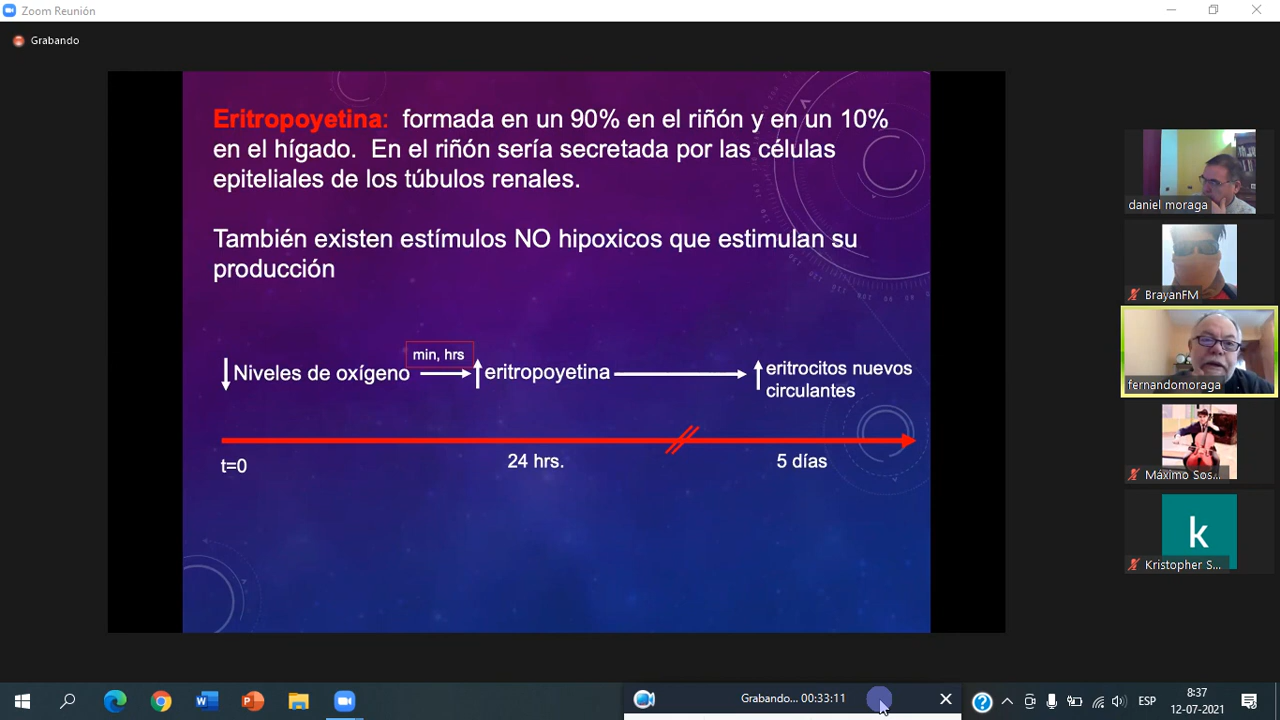 Zoom Reunión
Grabando
Eritropoyetina: formada en un 90% en el riñón y en un 10%
en el hígado. En el riñón sería secretada por las células
epiteliales de los túbulos renales.
También existen estímulos NO hipoxicos que estimulan su
producción
min, hrs
Niveles de oxígeno
eritropoyetina
eritrocitos nuevos
circulantes
t=0
24 hrs.
5 días
daniel moraga
BrayanFM
fernandomoraga
Máximo Sos...
k
Kristopher S...
Grabando... 00:33:11
ESP
8:37
12-07-2021